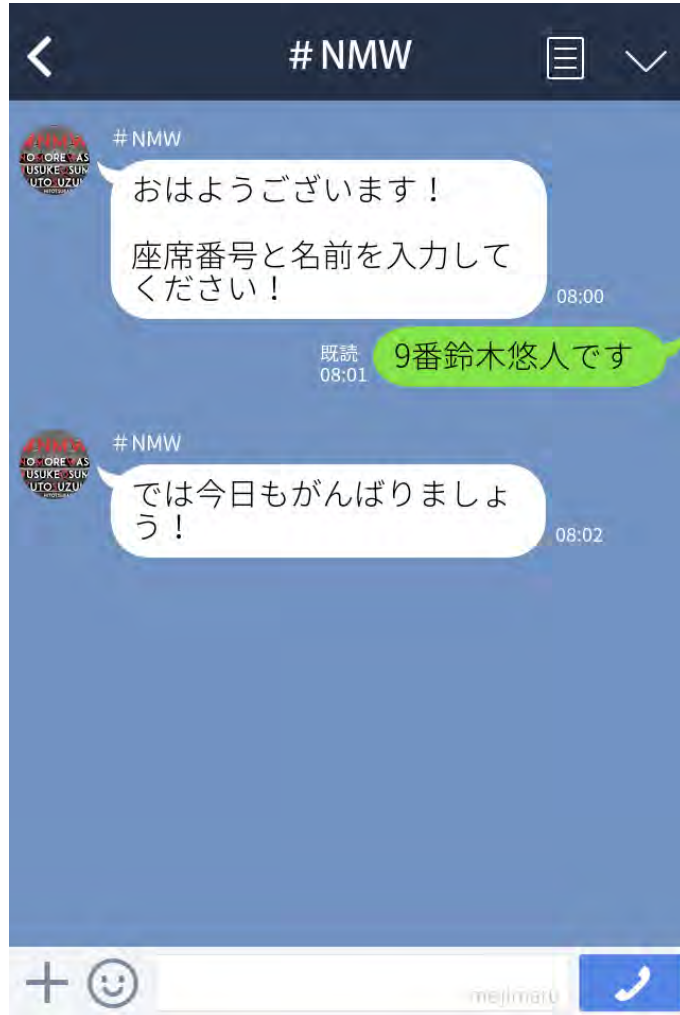 #NMW
#NMW
おはようございます！
座席番号と名前を入力して
ください！
08:00
9番鈴木悠人です
既読
08:01
#NMW
では今日もがんばりましょ
う！
08:02
mejimaru